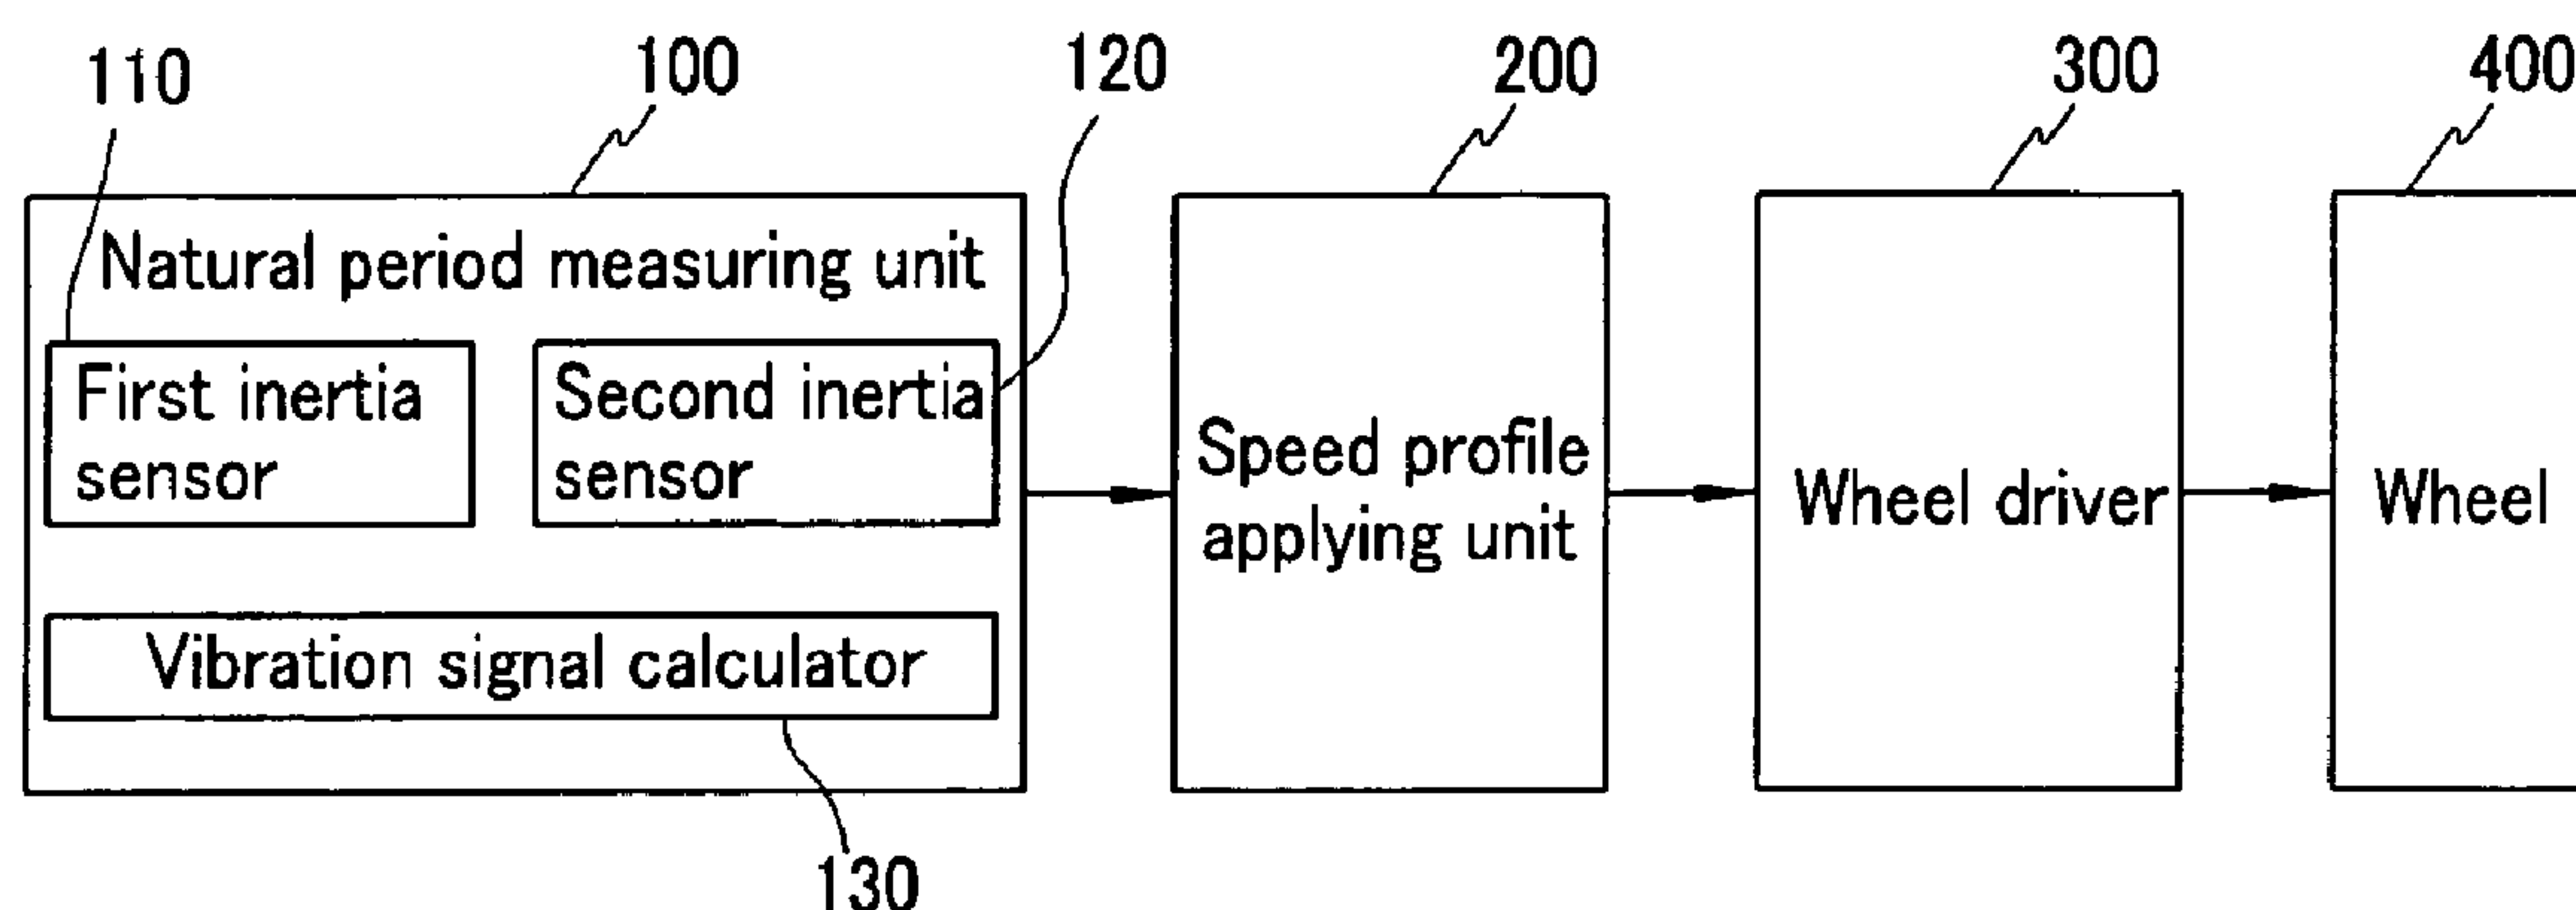 110
100
120
200
300
400
Natural period measuring unit
First inertia
sensor
Second inertia
sensor
Vibration signal calculator
130
Speed profile
applying unit
Wheel driver
Wheel